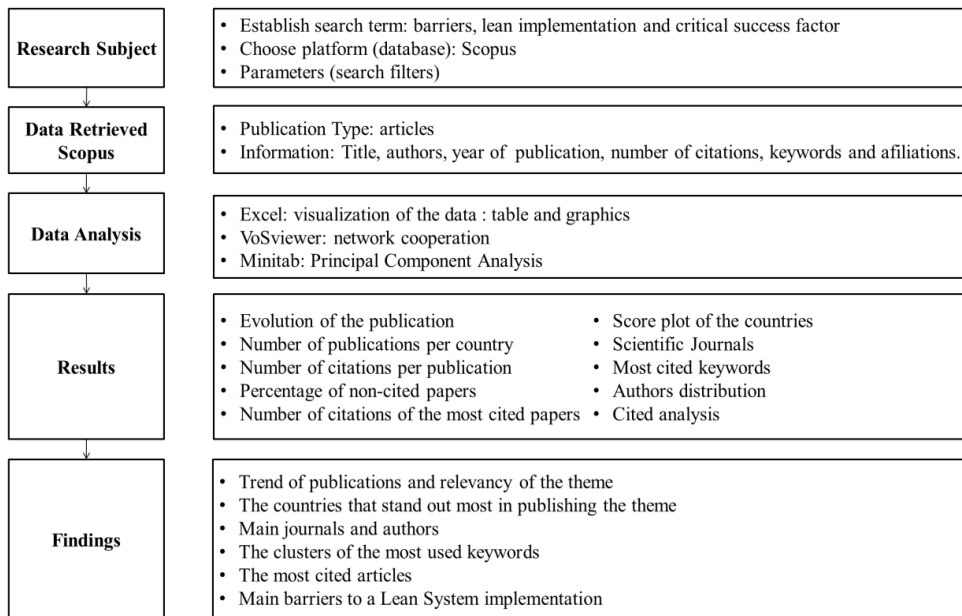 Research Subject
• Establish search term: barriers, lean implementation and critical success factor
• Choose platform (database): Scopus
• Parameters (search filters)
Data Retrieved
Scopus
• Publication Type: articles
• Information: Title, authors, year of publication, number of citations, keywords and afiliations.
Data Analysis
• Excel: visualization of the data : table and graphics
• VoSviewer: network cooperation
• Minitab: Principal Component Analysis
Results
• Evolution of the publication
• Number of publications per country
• Number of citations per publication
• Percentage of non-cited papers
• Number of citations of the most cited papers
• Score plot of the countries
• Scientific Journals
• Most cited keywords
• Authors distribution
• Cited analysis
Findings
• Trend of publications and relevancy of the theme
• The countries that stand out most in publishing the theme
• Main journals and authors
• The clusters of the most used keywords
• The most cited articles
• Main barriers to a Lean System implementation